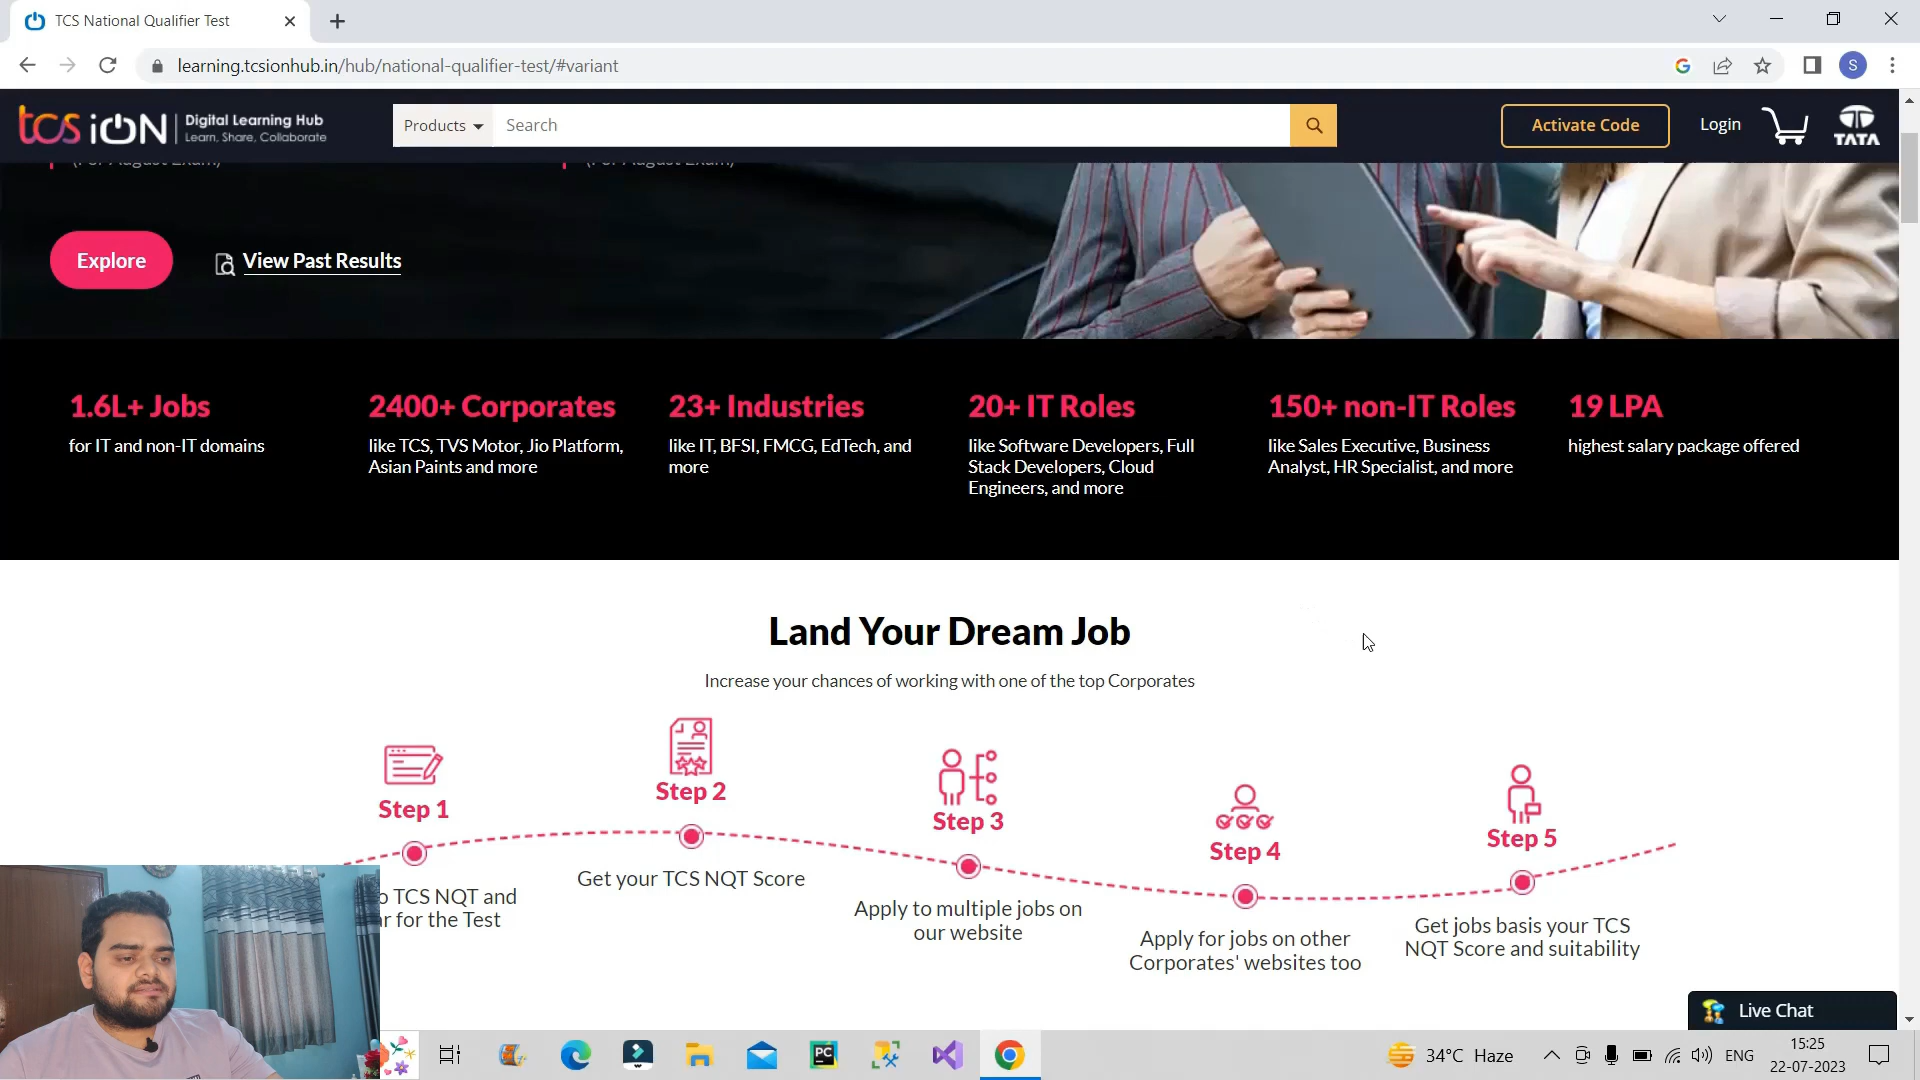 TCS National Qualifier Test
learning.tcsionhub.in/hub/national-qualifier-test/#variant
S
tcs iON
Digital Learning Hub
Learn. Share. Collaborate
Products
Search
Activate Code
Login
TATA
(For August Exam)
(For August Exam)
Explore
View Past Results
1.6L+ Jobs
for IT and non-IT domains
2400+ Corporates
like TCS, TVS Motor, Jio Platform,
Asian Paints and more
23+ Industries
like IT, BFSI, FMCG, EdTech, and
more
20+ IT Roles
like Software Developers, Full
Stack Developers, Cloud
Engineers, and more
150+ non-IT Roles
like Sales Executive, Business
Analyst, HR Specialist, and more
19 LPA
highest salary package offered
Land Your Dream Job
Increase your chances of working with one of the top Corporates
Step 1
TCS NQT and
for the Test
Step 2
Get your TCS NQT Score
Step 3
Apply to multiple jobs on
our website
Step 4
Apply for jobs on other
Corporates' websites too
Step 5
Get jobs basis your TCS
NQT Score and suitability
Live Chat
PC
34°C Haze
ENG
15:25
22-07-2023